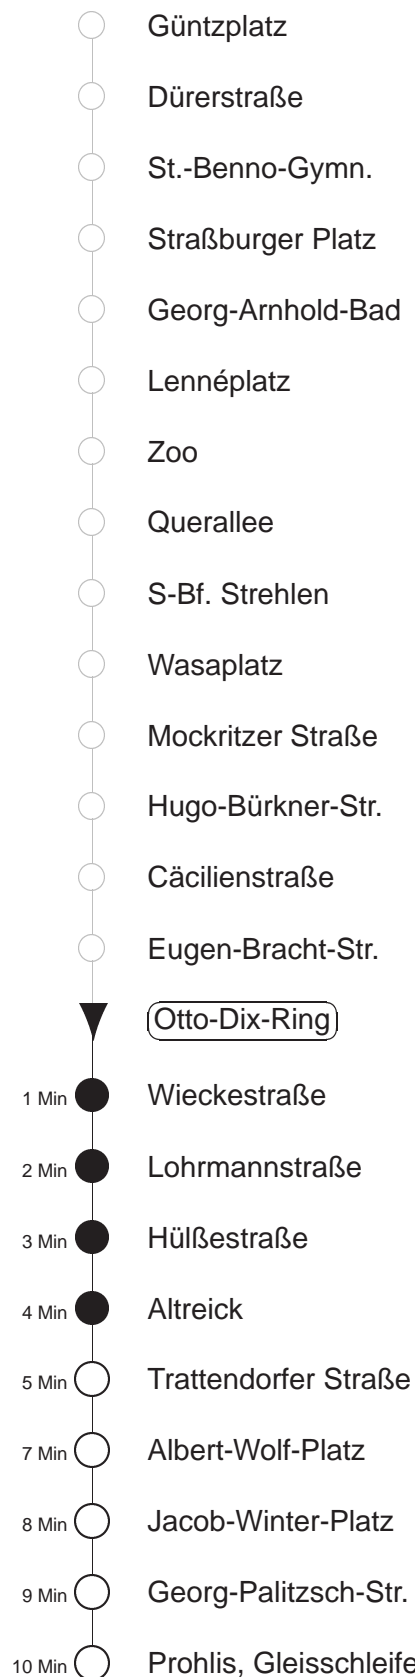 Güntzplatz
Dürerstraße
St.-Benno-Gymn.
Straßburger Platz
Georg-Arnhold-Bad
Lennéplatz
Zoo
Querallee
S-Bf. Strehlen
Wasaplatz
Mockritzer Straße
Hugo-Bürkner-Str.
Cäcilienstraße
Eugen-Bracht-Str.
Otto-Dix-Ring
1 Min Wieckestraße
2 Min Lohrmannstraße
3 Min Hülßestraße
4 Min Altreick
5 Min Trattendorfer Straße
7 Min Albert-Wolf-Platz
8 Min Jacob-Winter-Platz
9 Min Georg-Palitzsch-Str.
10 Min Prohlis, Gleisschleife